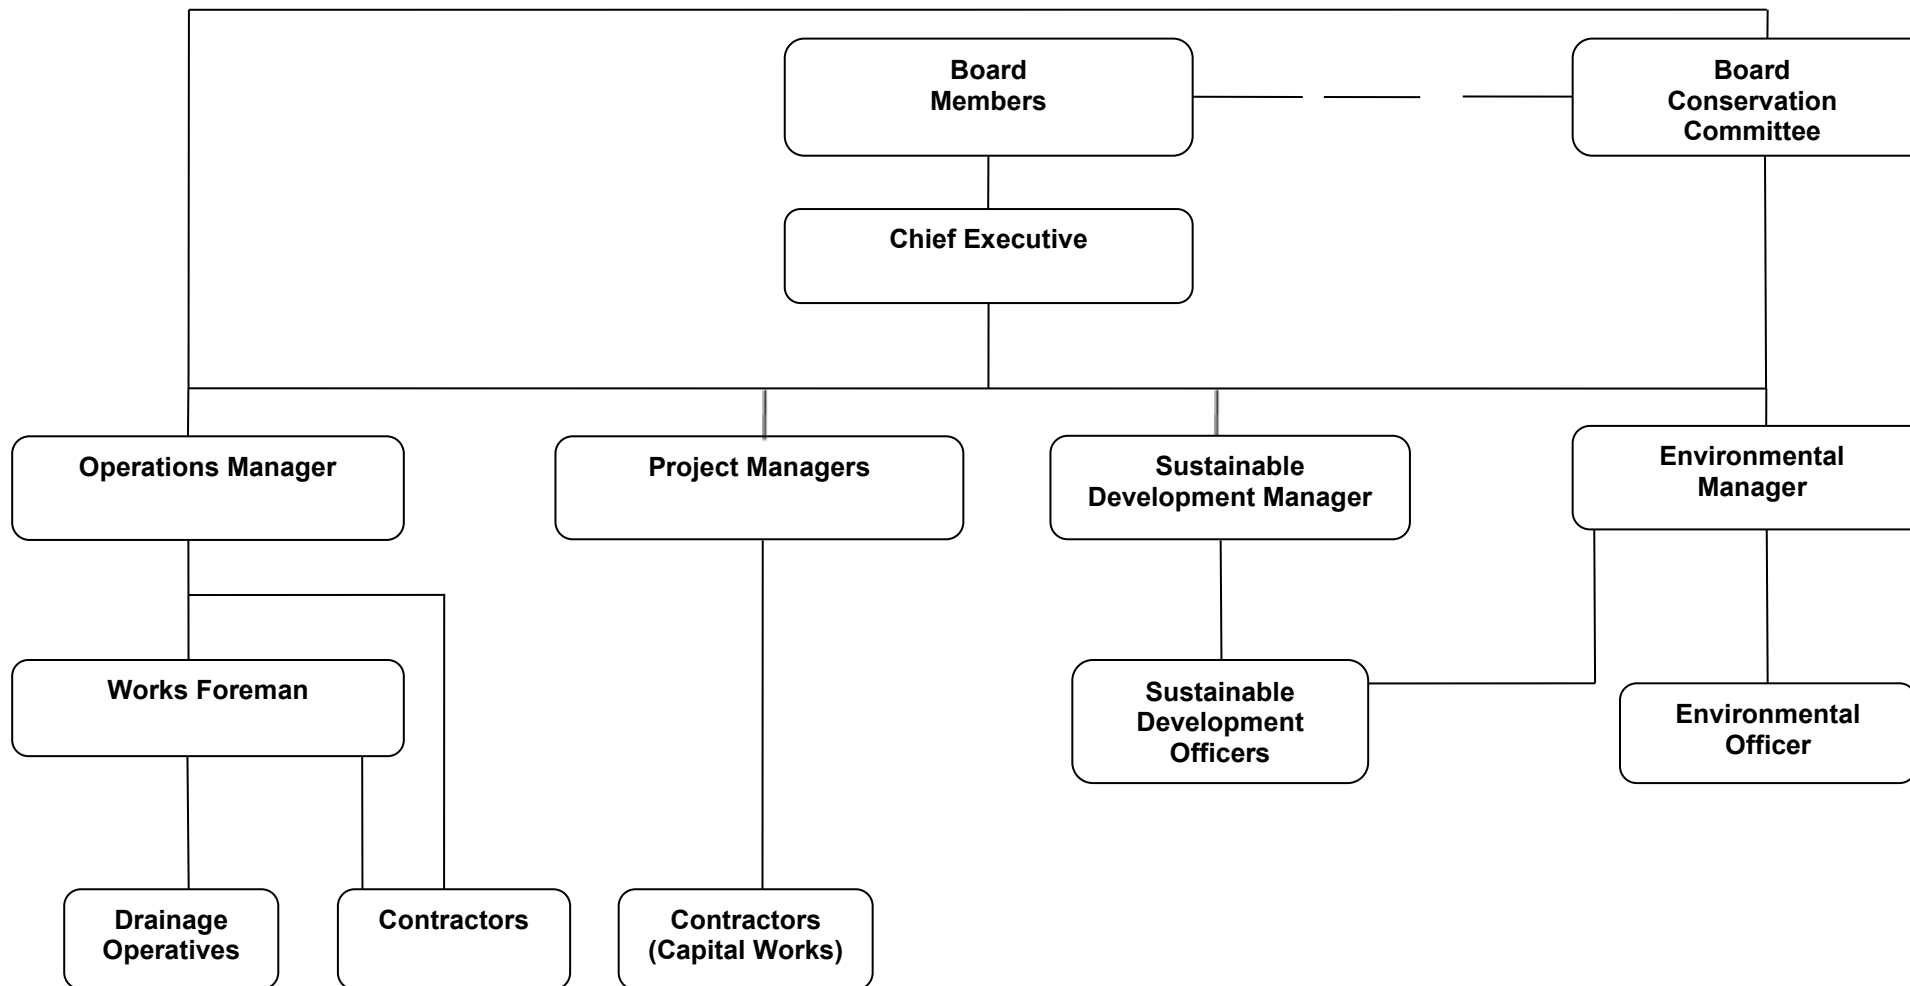 Board
Members
Board
Conservation
Committee
Chief Executive
Operations Manager
Project Managers
Sustainable
Development Manager
Environmental
Manager
Works Foreman
Sustainable
Development
Officers
Environmental
Officer
Drainage
Operatives
Contractors
Contractors
(Capital Works)